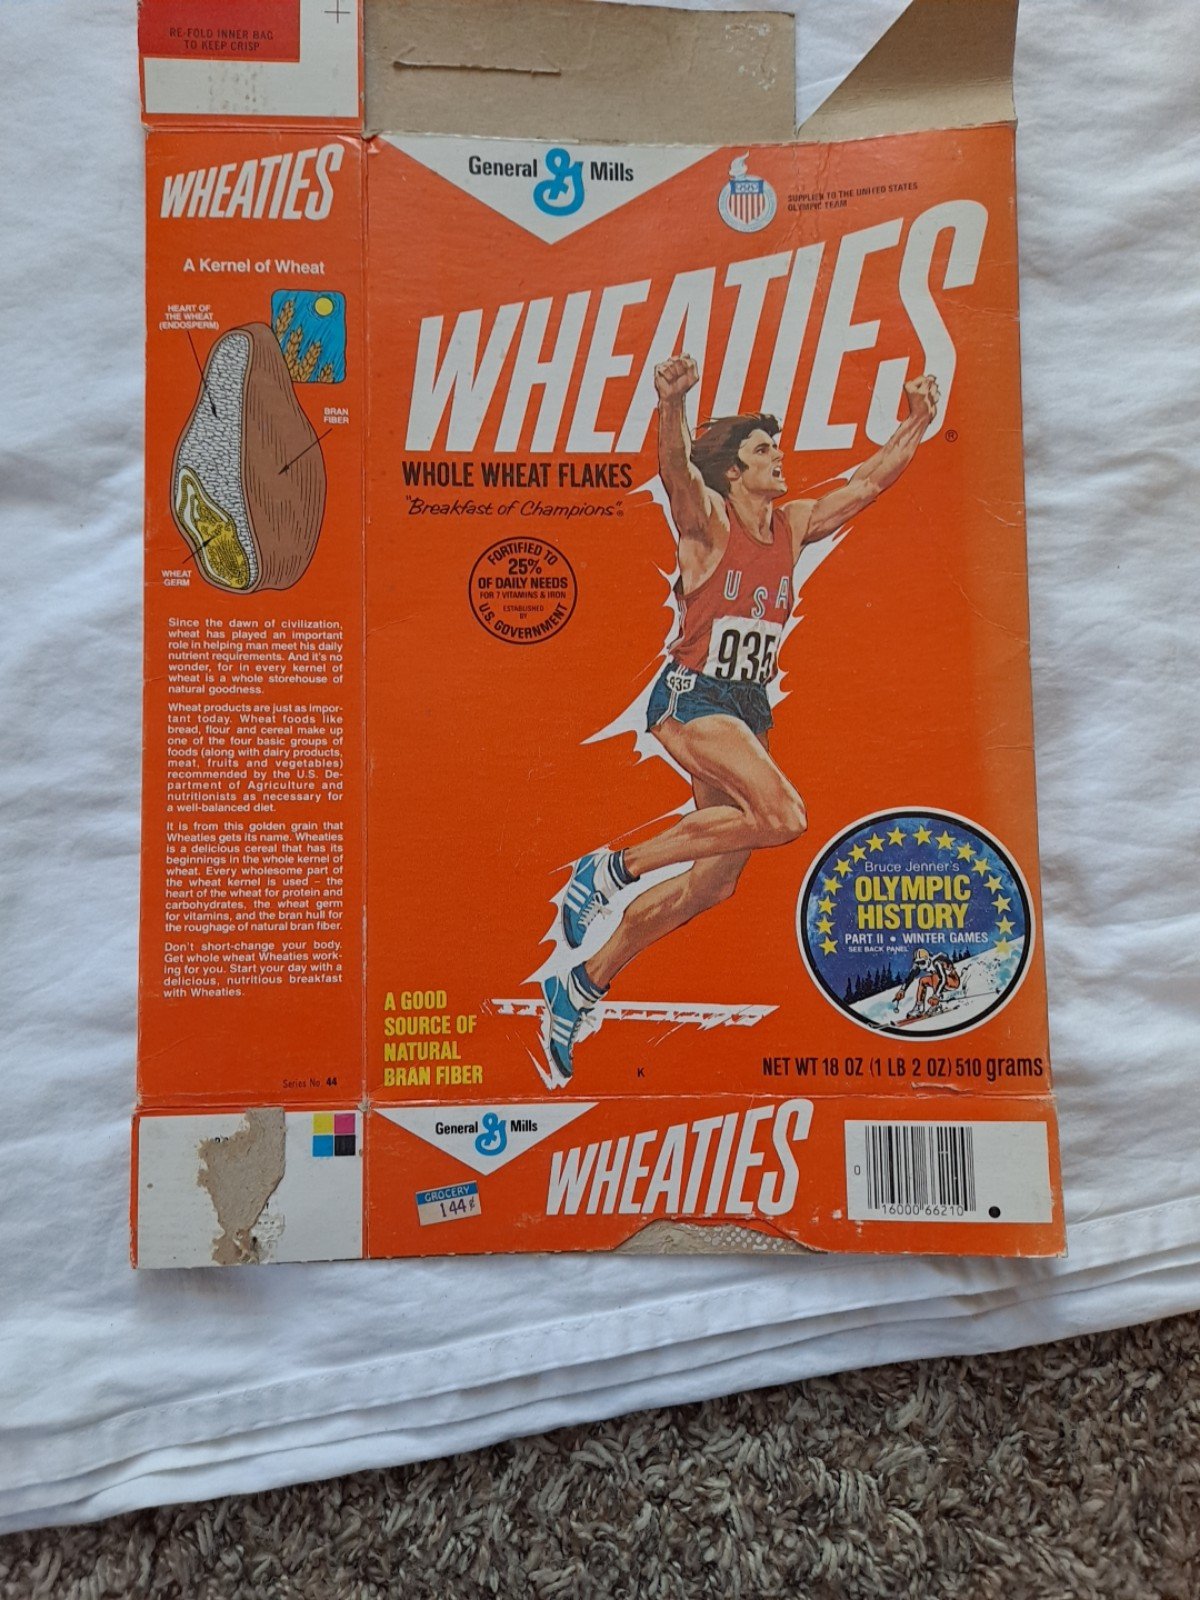 RE-FOLD INNER BAG
TO KEEP CRISP
WHEATIES
A Kernel of Wheat
HEART OF
THE WHEAT
(ENDOSPERM)
BRAN
FIBER
WHEAT
GERM
Since the dawn of civilization,
wheat has played an important
role in helping man meet his daily
nutrient requirements. And it's no
wonder, for in every kernel of
wheat is a whole storehouse of
natural goodness.
Wheat products are just as impor-
tant today. Wheat foods like
bread, flour and cereal make up
one of the four basic groups of
foods (along with dairy products,
meat, fruits and vegetables)
recommended by the U.S. De-
partment of Agriculture and
nutritionists as necessary for
a well-balanced diet.
It is from this golden grain that
Wheaties gets its name. Wheaties
is a delicious cereal that has its
beginnings in the whole kernel of
wheat. Every wholesome part of
the wheat kernel is used – the
heart of the wheat for protein and
carbohydrates, the wheat germ
for vitamins, and the bran hull for
the roughage of natural bran fiber.
Don't short-change your body.
Get whole wheat Wheaties work-
ing for you. Start your day with a
delicious, nutritious breakfast
with Wheaties.
Series No. 44
General G Mills
SUPPLIER TO THE UNITED STATES
OLYMPIC TEAM
WHEATIES®
WHOLE WHEAT FLAKES
"Breakfast of Champions"®
FORTIFIED TO
25%
OF DAILY NEEDS
FOR 7 VITAMINS & IRON
ESTABLISHED
BY
U.S. GOVERNMENT
USA
935
935
Bruce Jenner's
OLYMPIC
HISTORY
PART II • WINTER GAMES
SEE BACK PANEL
A GOOD
SOURCE OF
NATURAL
BRAN FIBER
K
NET WT 18 OZ (1 LB 2 OZ) 510 grams
General G Mills
WHEATIES
GROCERY
144¢
0
16000 66210